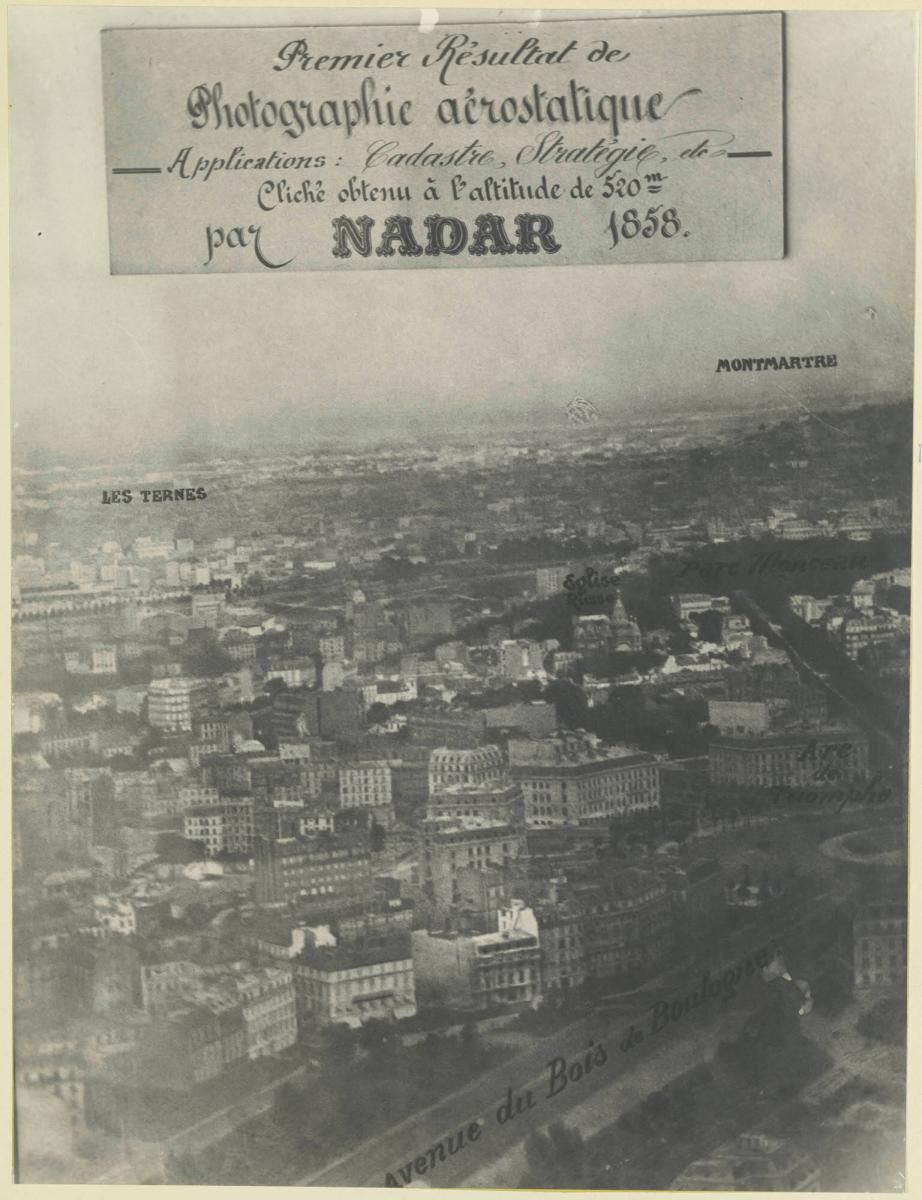 Premier Résultat de
Photographie aérostatique
Applications : Cadastre, Stratégie, etc
Cliché obtenu à l'altitude de 520 m
par NADAR 1858.
MONTMARTRE
LES TERNES
Parc Monceau
Eglise
Russe
Arc
de
Triomphe
Avenue du Bois de Boulogne